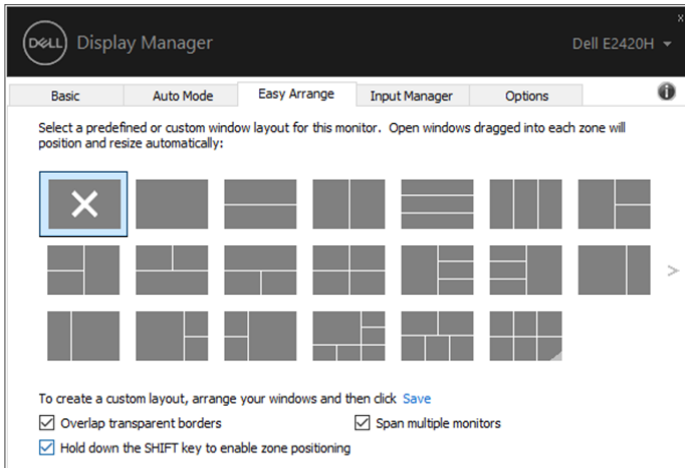 x
DELL Display Manager
Dell E2420H
Basic
Auto Mode
Easy Arrange
Input Manager
Options
i
Select a predefined or custom window layout for this monitor. Open windows dragged into each zone will
position and resize automatically:
To create a custom layout, arrange your windows and then click Save
Overlap transparent borders
Span multiple monitors
Hold down the SHIFT key to enable zone positioning